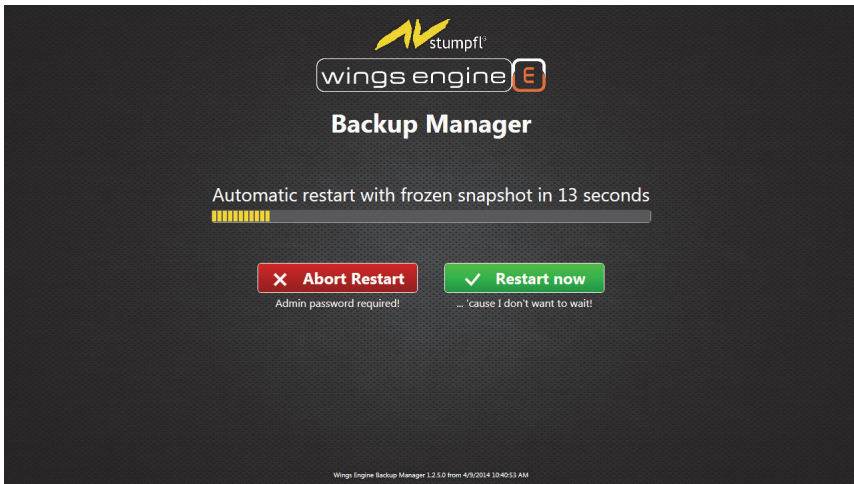 AV
stumpfl®
wings engine E
Backup Manager
Automatic restart with frozen snapshot in 13 seconds
Abort Restart
Restart now
Admin password required!
... 'cause I don't want to wait!
Wings Engine Backup Manager 1.2.5.0 from 4/9/2014 10:40:53 AM